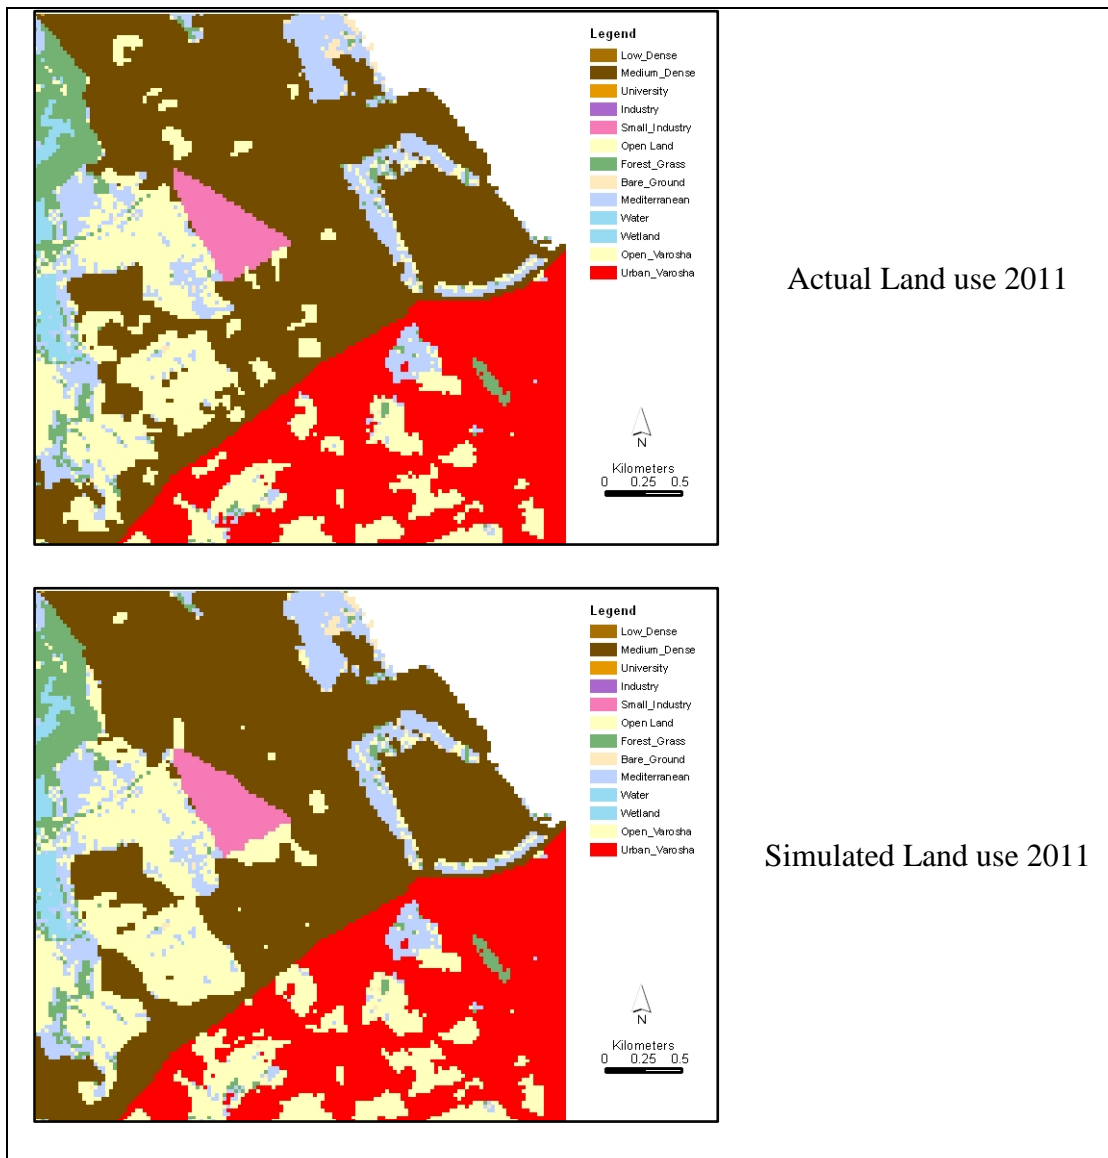 Legend
Low_Dense
Medium_Dense
University
Industry
Small_Industry
Open Land
Forest_Grass
Bare_Ground
Mediterranean
Water
Wetland
Open_Varosha
Urban_Varosha
N
Kilometers
0 0.25 0.5
Actual Land use 2011
Legend
Low_Dense
Medium_Dense
University
Industry
Small_Industry
Open Land
Forest_Grass
Bare_Ground
Mediterranean
Water
Wetland
Open_Varosha
Urban_Varosha
N
Kilometers
0 0.25 0.5
Simulated Land use 2011